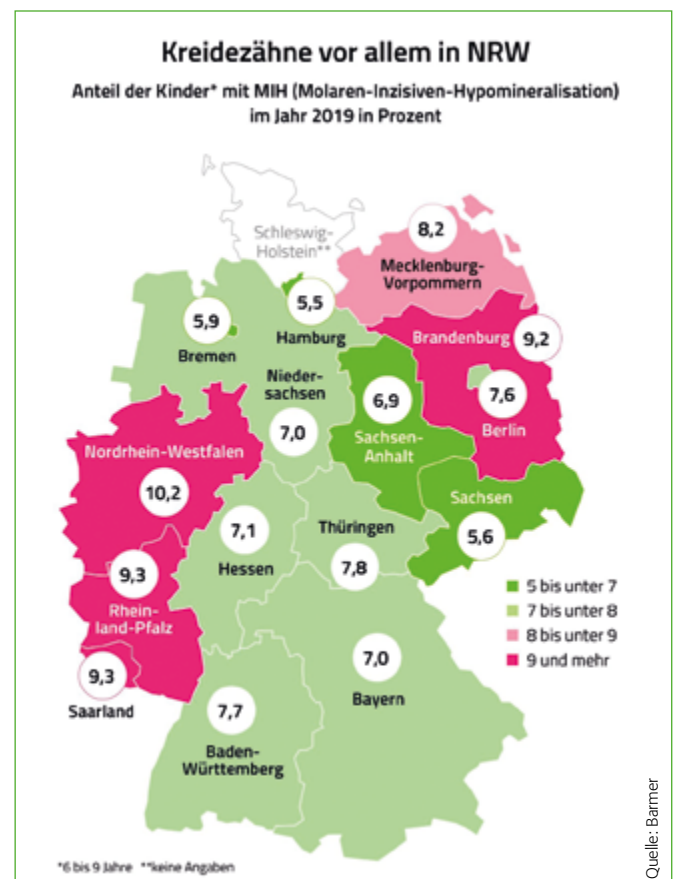 Kreidezähne vor allem in NRW
Anteil der Kinder* mit MIH (Molaren-Inzisiven-Hypomineralisation)
im Jahr 2019 in Prozent
Schleswig-
Holstein**
8,2
Mecklenburg-
Vorpommern
5,9
Bremen
5,5
Hamburg
Brandenburg
9,2
Nieder-
sachsen
7,0
6,9
Sachsen-
Anhalt
7,6
Berlin
Nordrhein-Westfalen
10,2
7,1
Hessen
Thüringen
7,8
Sachsen
5,6
9,3
Rhein-
land-Pfalz
9,3
Saarland
7,7
Baden-
Württemberg
7,0
Bayern
5 bis unter 7
7 bis unter 8
8 bis unter 9
9 und mehr
*6 bis 9 Jahre **keine Angaben
Quelle: Barmer